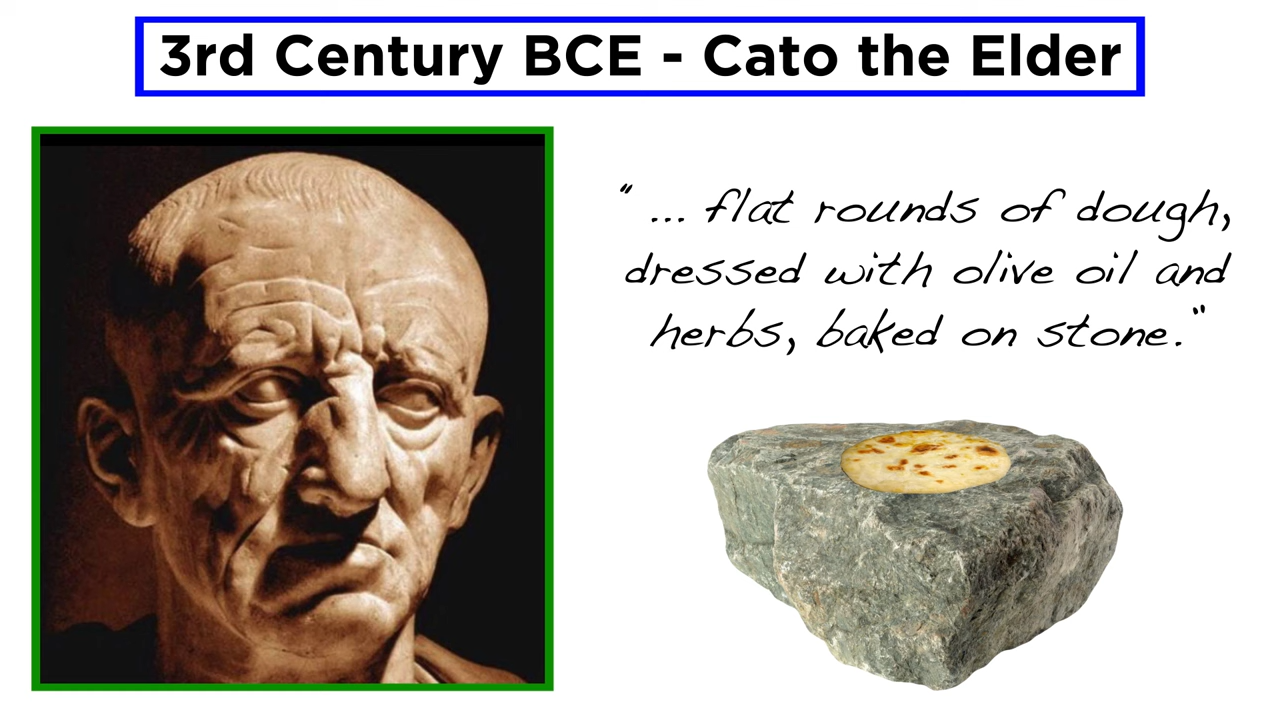 3rd Century BCE - Cato the Elder
" ... flat rounds of dough,
dressed with olive oil and
herbs, baked on stone."